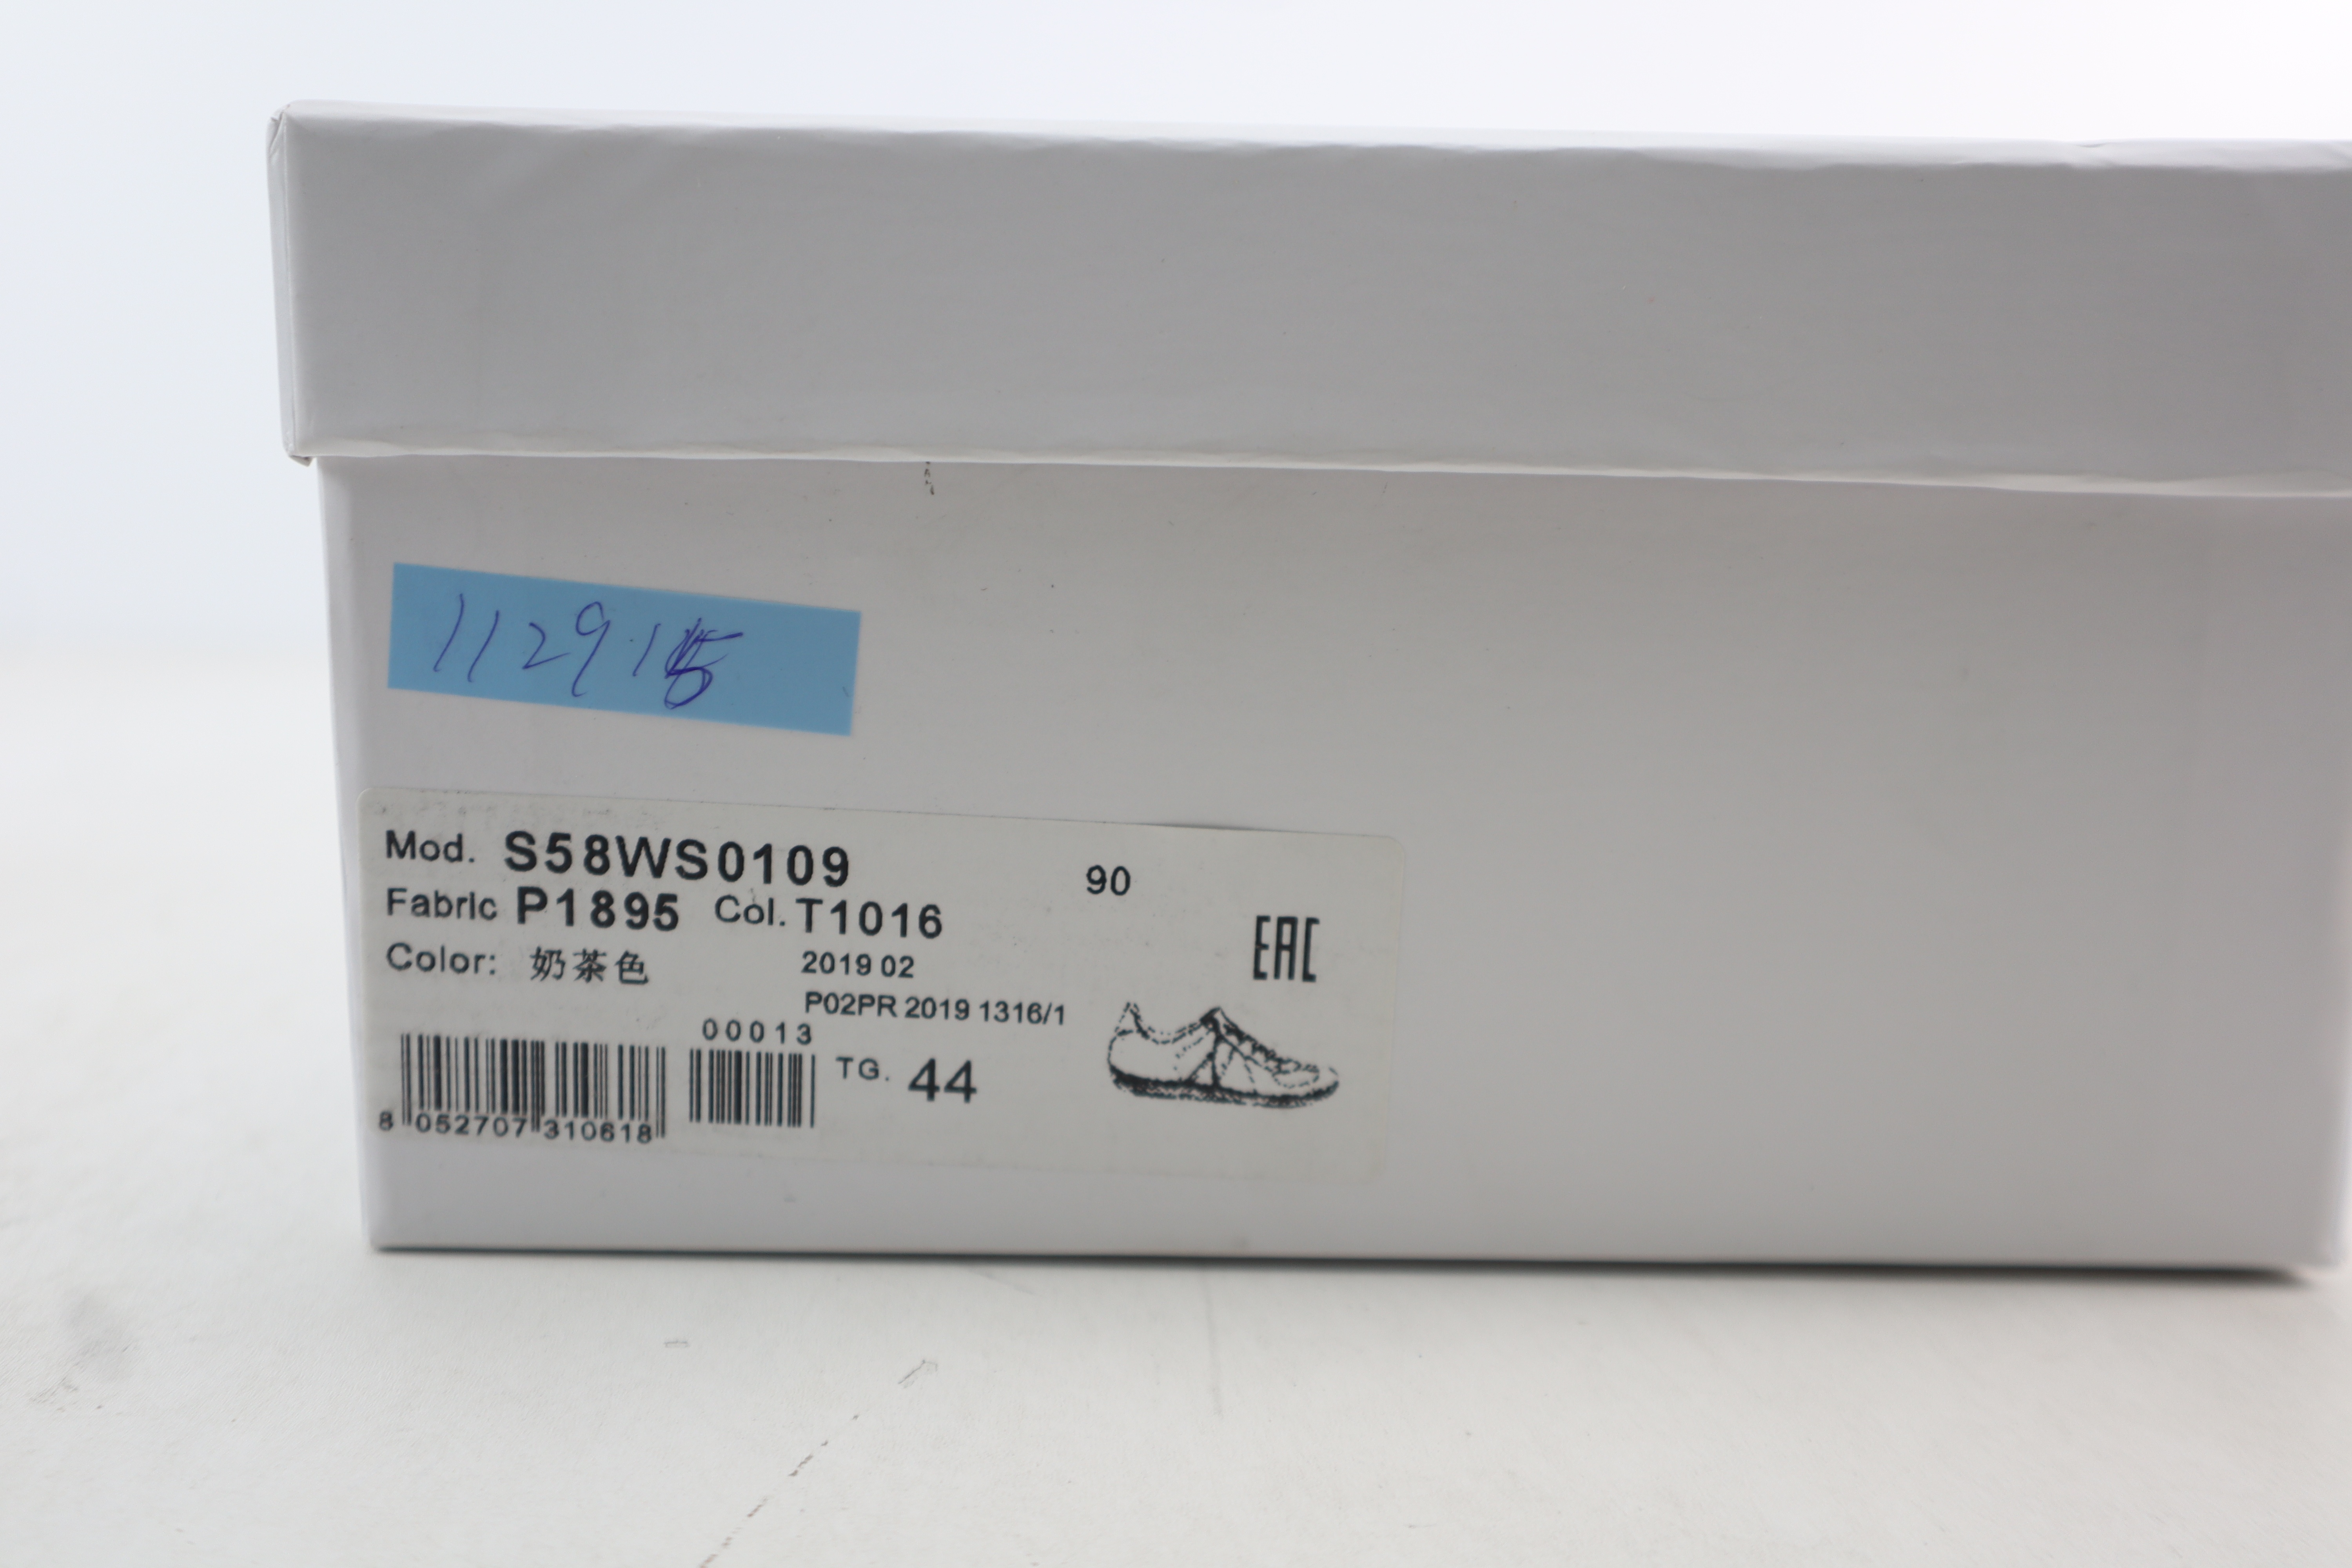 1129.15
Mod. S58WS0109
90
Fabric P1895 Col. T1016
EAC
Color: 奶茶色
2019 02
P02PR 2019 1316/1
00013
TG. 44
8 052707 310618